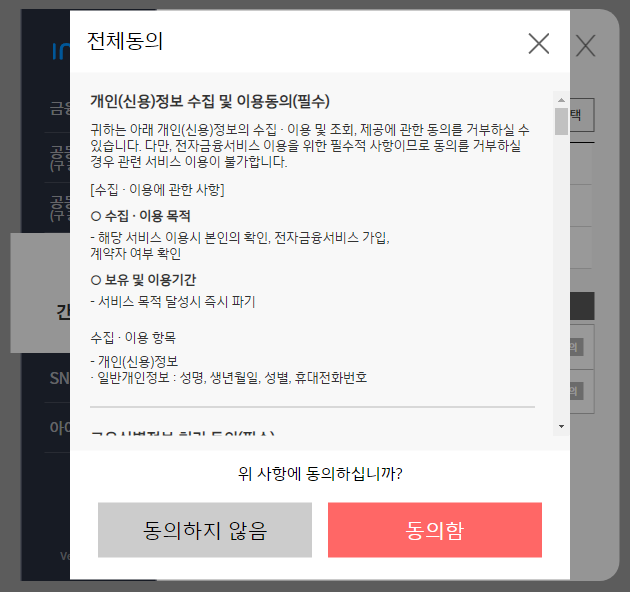 전체동의
개인(신용)정보 수집 및 이용동의(필수)
귀하는 아래 개인(신용)정보의 수집 · 이용 및 조회, 제공에 관한 동의를 거부하실 수
있습니다. 다만, 전자금융서비스 이용을 위한 필수적 사항이므로 동의를 거부하실
경우 관련 서비스 이용이 불가합니다.
[수집 · 이용에 관한 사항]
○ 수집 · 이용 목적
- 해당 서비스 이용시 본인의 확인, 전자금융서비스 가입,
계약자 여부 확인
○ 보유 및 이용기간
- 서비스 목적 달성시 즉시 파기
수집 · 이용 항목
- 개인(신용)정보
· 일반개인정보 : 성명, 생년월일, 성별, 휴대전화번호
위 사항에 동의하십니까?
동의하지 않음
동의함